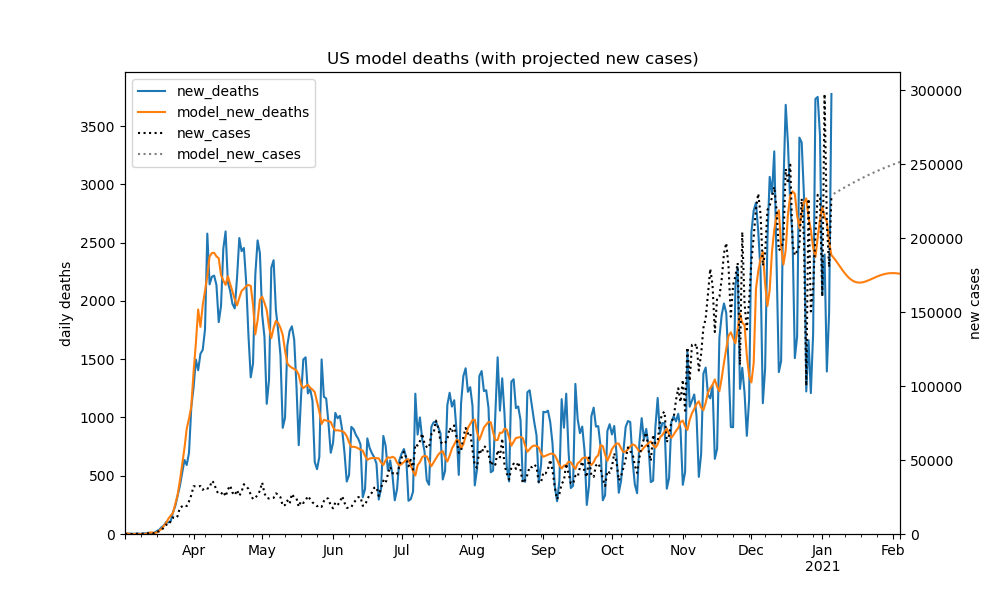 US model deaths (with projected new cases)
new_deaths
model_new_deaths
new_cases
model_new_cases
daily deaths
3500
3000
2500
2000
1500
1000
500
0
300000
250000
200000
150000
100000
50000
0
new cases
Apr May Jun Jul Aug Sep Oct Nov Dec Jan Feb
2021